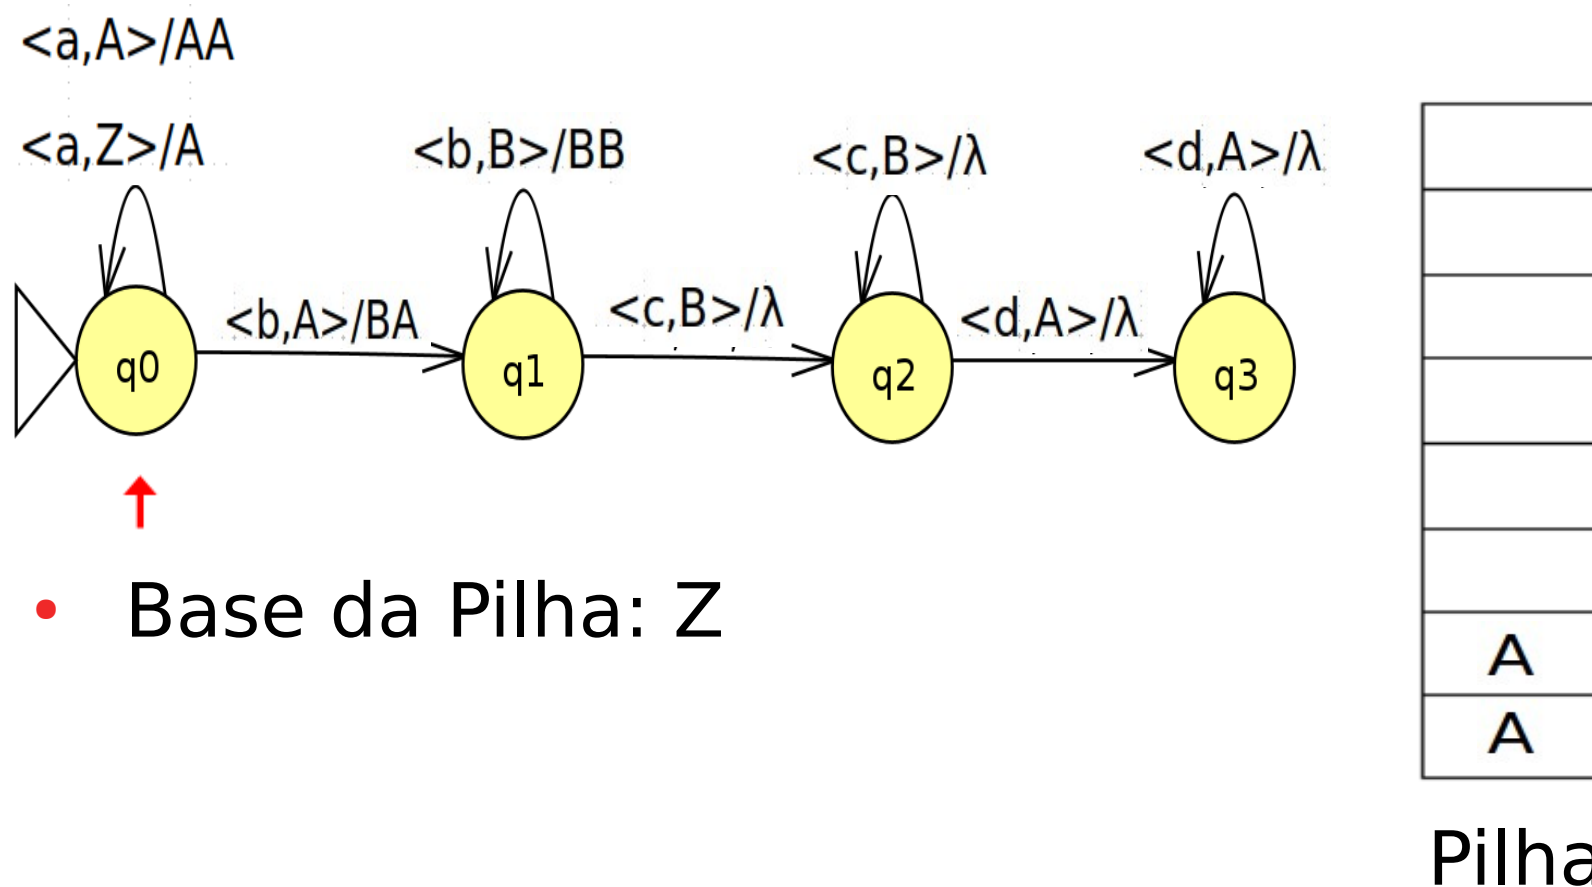 <a,A>/AA
<a,Z>/A <b,B>/BB <c,B>/λ <d,A>/λ
<b,A>/BA <c,B>/λ <d,A>/λ
q0 q1 q2 q3
• Base da Pilha: Z
A
A
Pilha